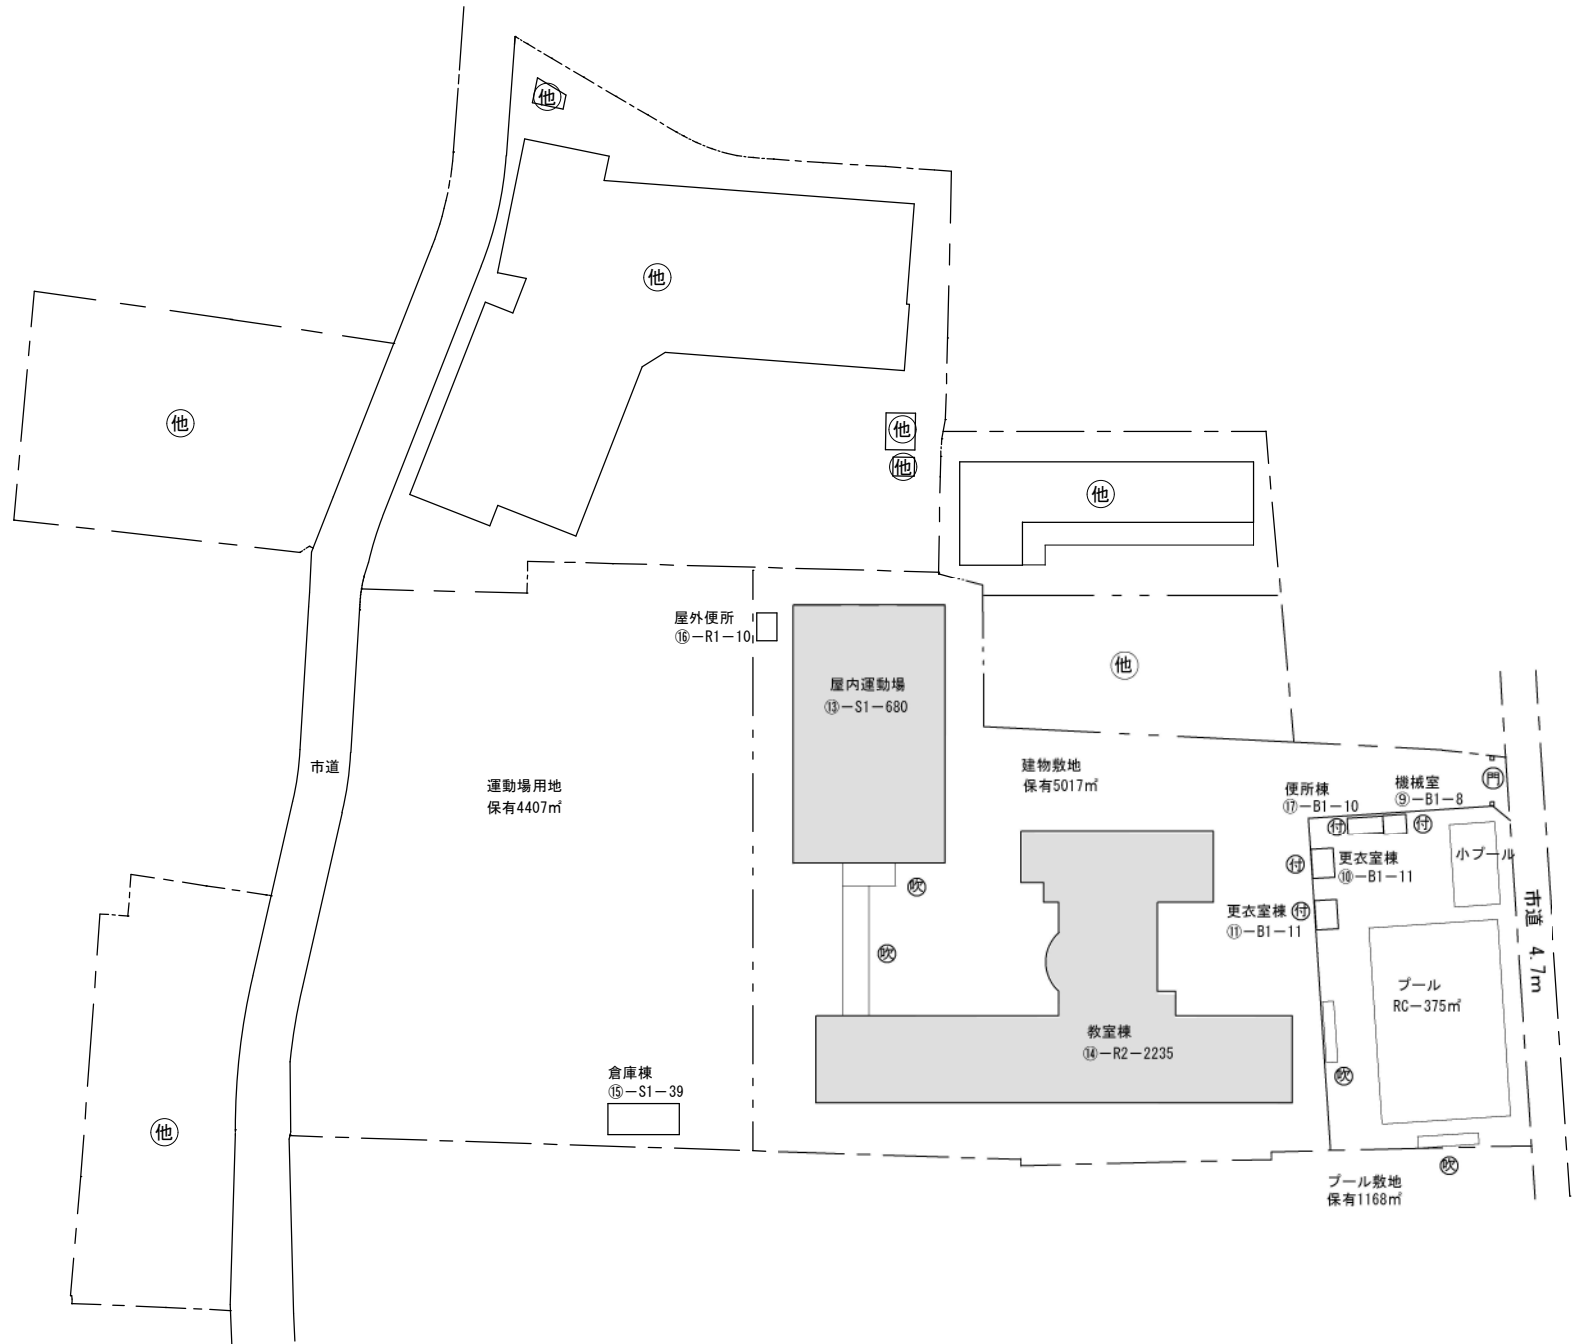 他
他
他
他
他
他
屋外便所
⑯－R1－10
屋内運動場
⑬－S1－680
他
市道
運動場用地
保有4407㎡
建物敷地
保有5017㎡
門
便所棟
⑰－B1－10
機械室
⑨－B1－8
付
付
小プール
付
更衣室棟
⑩－B1－11
吹
更衣室棟
⑪－B1－11
付
市道 4.7m
吹
プール
RC－375㎡
教室棟
⑭－R2－2235
倉庫棟
⑮－S1－39
吹
他
吹
プール敷地
保有1168㎡